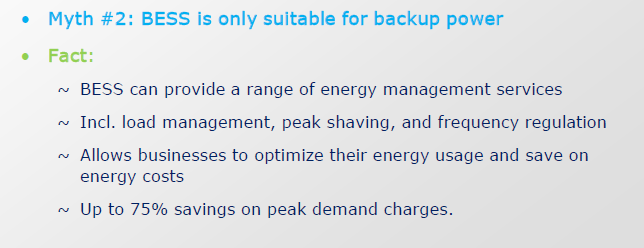 • Myth #2: BESS is only suitable for backup power
• Fact:
~ BESS can provide a range of energy management services
~ Incl. load management, peak shaving, and frequency regulation
~ Allows businesses to optimize their energy usage and save on
energy costs
~ Up to 75% savings on peak demand charges.